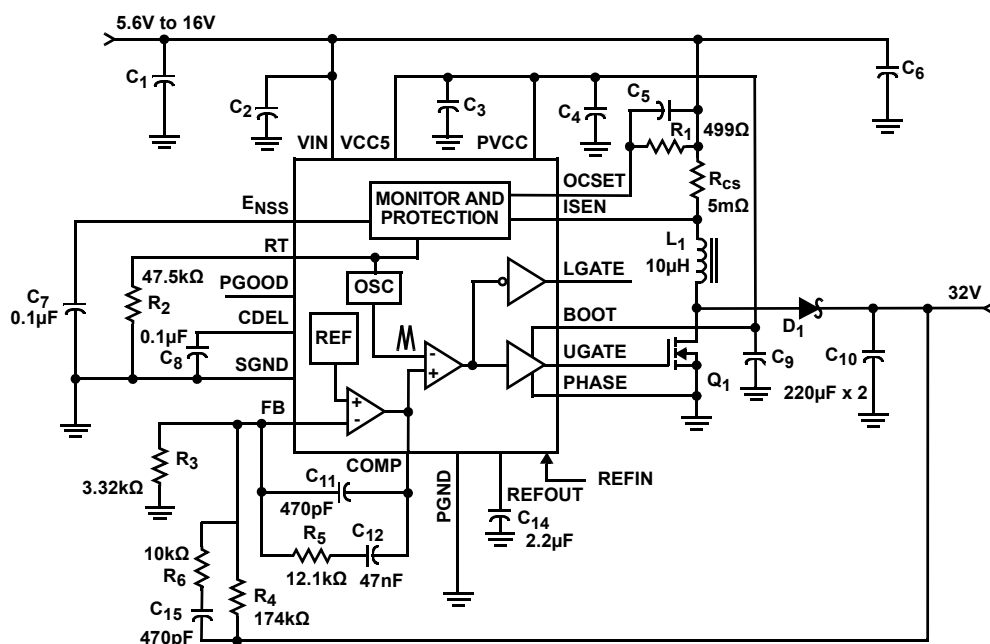 5.6V to 16V
C1
C2
C3
C4
C5
C6
R1
499Ω
VIN
VCC5
PVCC
OCSET
RCS
5mΩ
MONITOR AND
PROTECTION
ENSS
ISEN
RT
L1
10µH
47.5kΩ
OSC
LGATE
PGOOD
C7
0.1µF
R2
CDEL
0.1µF
C8
REF
BOOT
32V
D1
UGATE
C9
C10
SGND
PHASE
Q1
220µF x 2
FB
R3
3.32kΩ
COMP
C11
470pF
PGND
REFOUT
REFIN
C14
2.2µF
R5
C12
12.1kΩ
47nF
10kΩ
R6
R4
174kΩ
C15
470pF
-
+
+
-